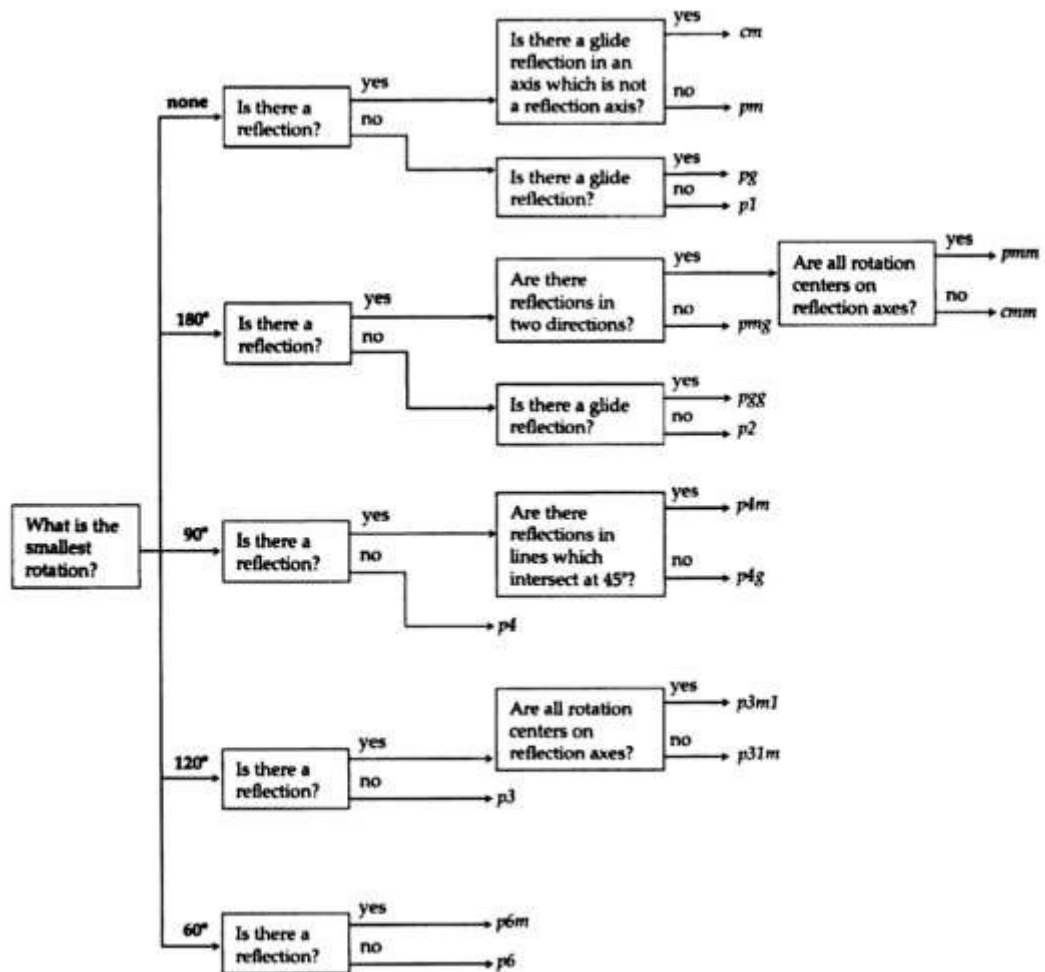 What is the
smallest
rotation?
none
Is there a
reflection?
yes
no
Is there a glide
reflection in an
axis which is not
a reflection axis?
yes
cm
no
pm
Is there a glide
reflection?
yes
pg
no
p1
180°
Is there a
reflection?
yes
no
Are there
reflections in
two directions?
yes
no
pmg
Are all rotation
centers on
reflection axes?
yes
pmm
no
cmm
Is there a glide
reflection?
yes
pgg
no
p2
90°
Is there a
reflection?
yes
no
Are there
reflections in
lines which
intersect at 45°?
yes
p4m
no
p4g
p4
120°
Is there a
reflection?
yes
no
Are all rotation
centers on
reflection axes?
yes
p3m1
no
p31m
p3
60°
Is there a
reflection?
yes
p6m
no
p6